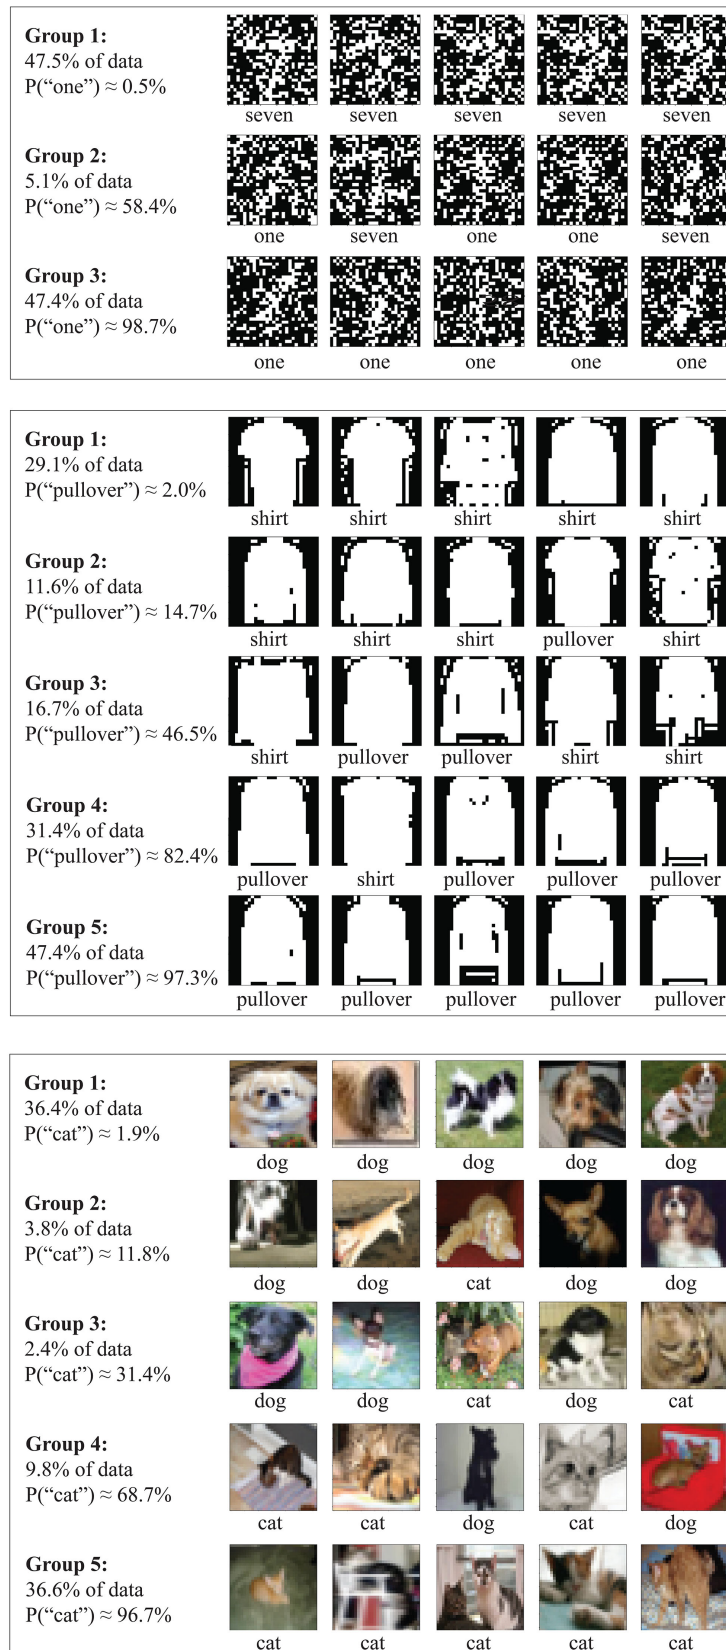 Group 1:
47.5% of data
P(“one”) ≈ 0.5%
seven seven seven seven seven
Group 2:
5.1% of data
P(“one”) ≈ 58.4%
one seven one one seven
Group 3:
47.4% of data
P(“one”) ≈ 98.7%
one one one one one
Group 1:
29.1% of data
P(“pullover”) ≈ 2.0%
shirt shirt shirt shirt shirt
Group 2:
11.6% of data
P(“pullover”) ≈ 14.7%
shirt shirt shirt pullover shirt
Group 3:
16.7% of data
P(“pullover”) ≈ 46.5%
shirt pullover pullover shirt shirt
Group 4:
31.4% of data
P(“pullover”) ≈ 82.4%
pullover shirt pullover pullover pullover
Group 5:
47.4% of data
P(“pullover”) ≈ 97.3%
pullover pullover pullover pullover pullover
Group 1:
36.4% of data
P(“cat”) ≈ 1.9%
dog dog dog dog dog
Group 2:
3.8% of data
P(“cat”) ≈ 11.8%
dog dog cat dog dog
Group 3:
2.4% of data
P(“cat”) ≈ 31.4%
dog dog cat dog cat
Group 4:
9.8% of data
P(“cat”) ≈ 68.7%
cat cat dog cat dog
Group 5:
36.6% of data
P(“cat”) ≈ 96.7%
cat cat cat cat cat